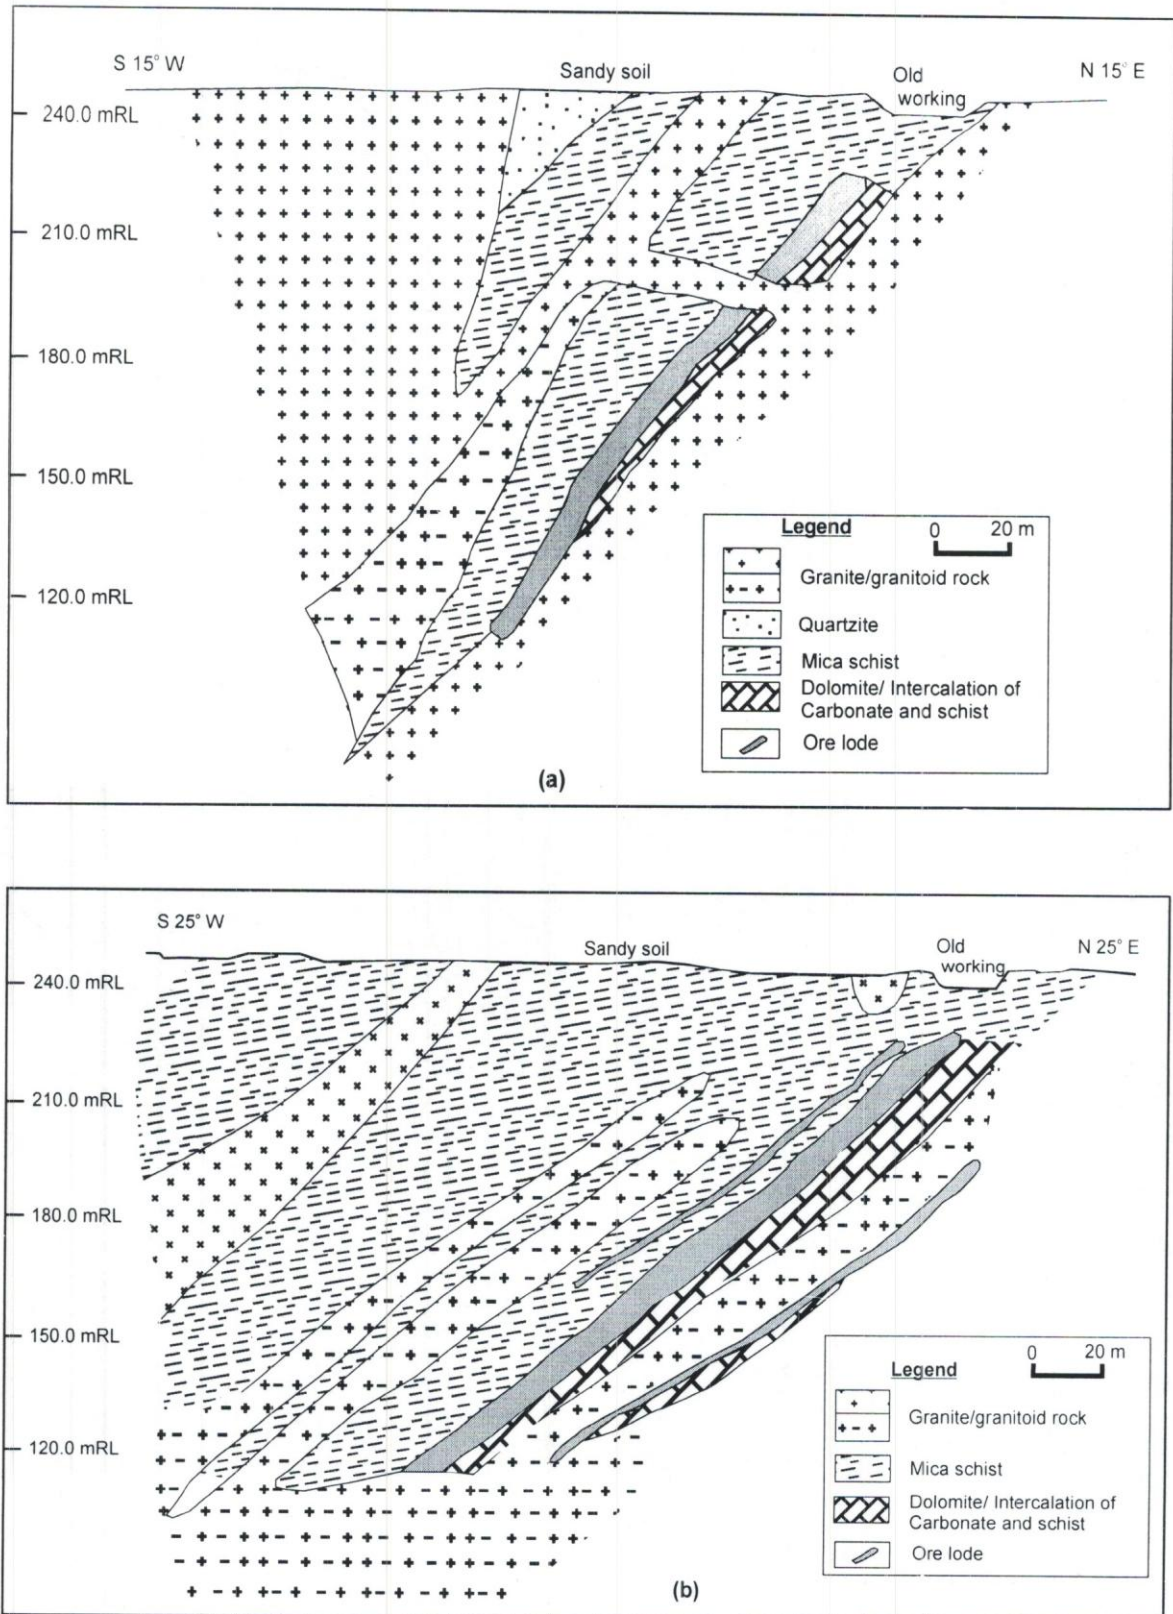 S 15° W
Sandy soil
Old
working
N 15° E
240.0 mRL
210.0 mRL
180.0 mRL
150.0 mRL
120.0 mRL
Legend
0 20 m
Granite/granitoid rock
Quartzite
Mica schist
Dolomite/ Intercalation of
Carbonate and schist
Ore lode
(a)
S 25° W
Sandy soil
Old
working
N 25° E
240.0 mRL
210.0 mRL
180.0 mRL
150.0 mRL
120.0 mRL
Legend
0 20 m
Granite/granitoid rock
Mica schist
Dolomite/ Intercalation of
Carbonate and schist
Ore lode
(b)